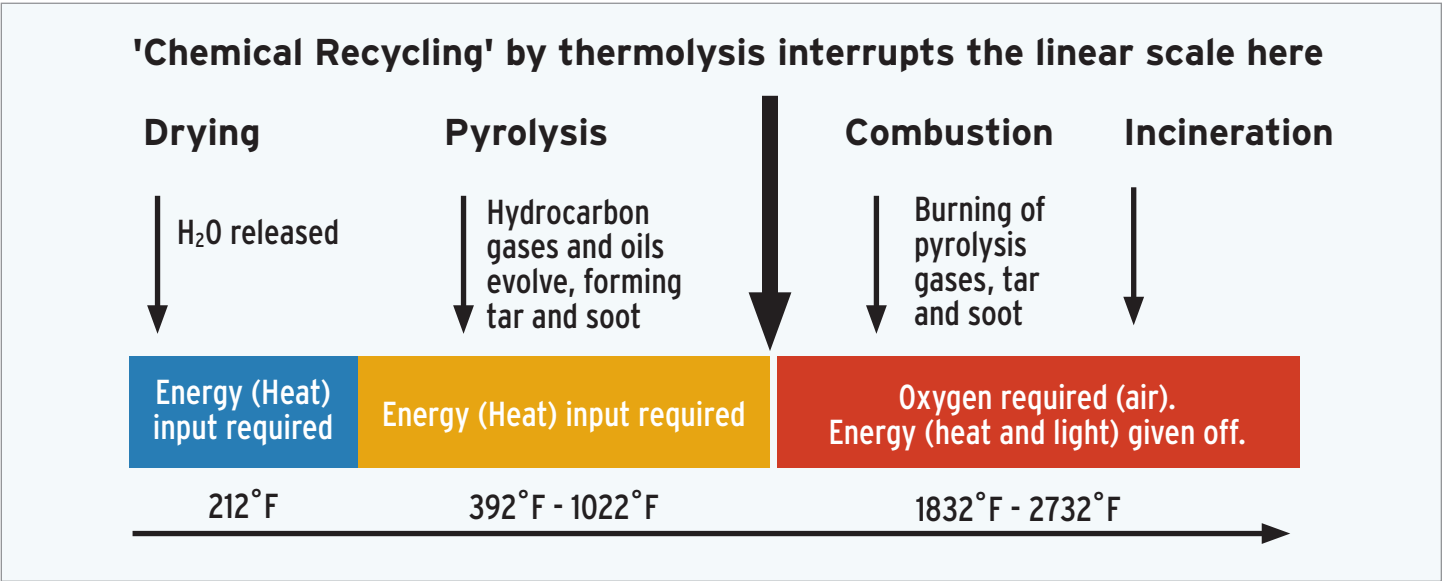 'Chemical Recycling' by thermolysis interrupts the linear scale here
Drying
Pyrolysis
Combustion
Incineration
H₂O released
Hydrocarbon
gases and oils
evolve, forming
tar and soot
Burning of
pyrolysis
gases, tar
and soot
Energy (Heat)
input required
Energy (Heat) input required
Oxygen required (air).
Energy (heat and light) given off.
212°F
392°F - 1022°F
1832°F - 2732°F